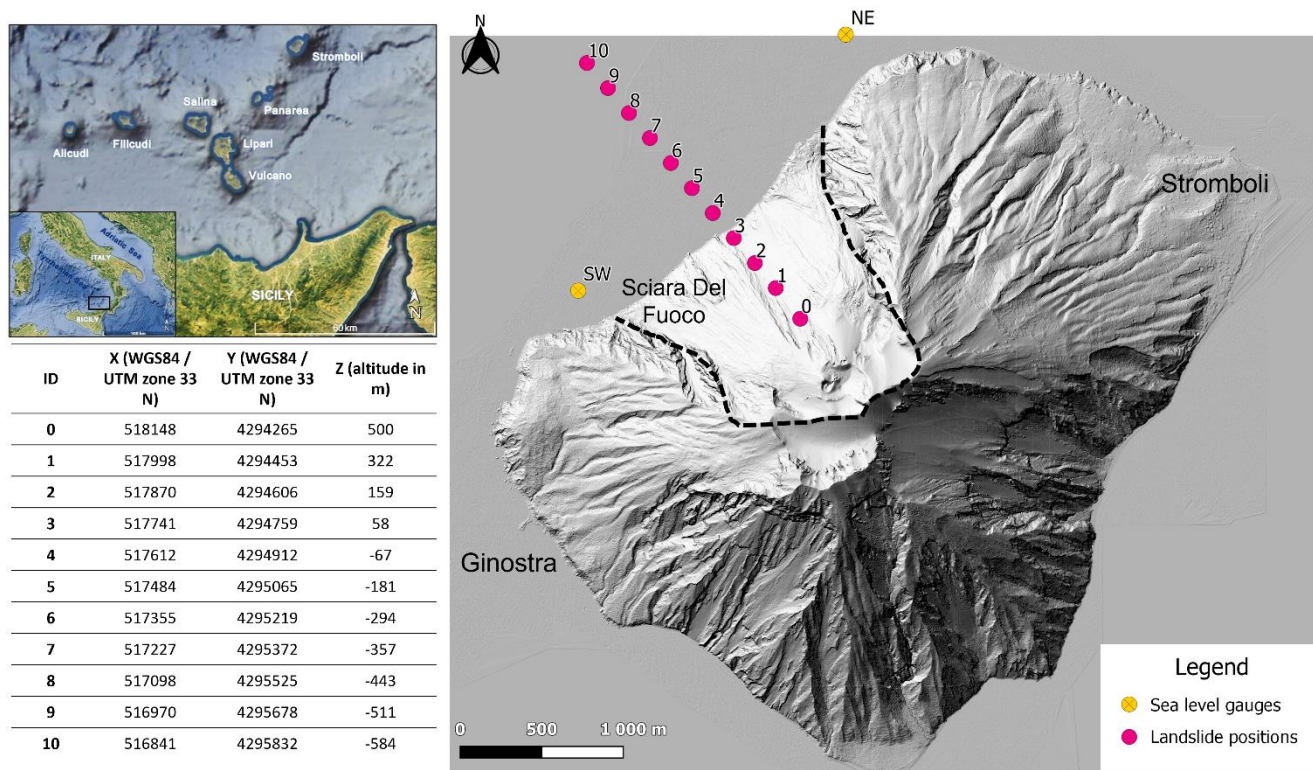 Stromboli
Panarea
Salina
Lipari
Vulcano
Filicudi
Alicudi
Adriatic Sea
ITALY
Tyrrhenian Sea
SICILY
SICILY
60 km
N
ID X (WGS84 / UTM zone 33 N) Y (WGS84 / UTM zone 33 N) Z (altitude in m)
0 518148 4294265 500
1 517998 4294453 322
2 517870 4294606 159
3 517741 4294759 58
4 517612 4294912 -67
5 517484 4295065 -181
6 517355 4295219 -294
7 517227 4295372 -357
8 517098 4295525 -443
9 516970 4295678 -511
10 516841 4295832 -584
N
NE
10
9
8
7
6
5
4
3
2
1
0
SW
Sciara Del
Fuoco
Stromboli
Ginostra
0 500 1 000 m
Legend
Sea level gauges
Landslide positions